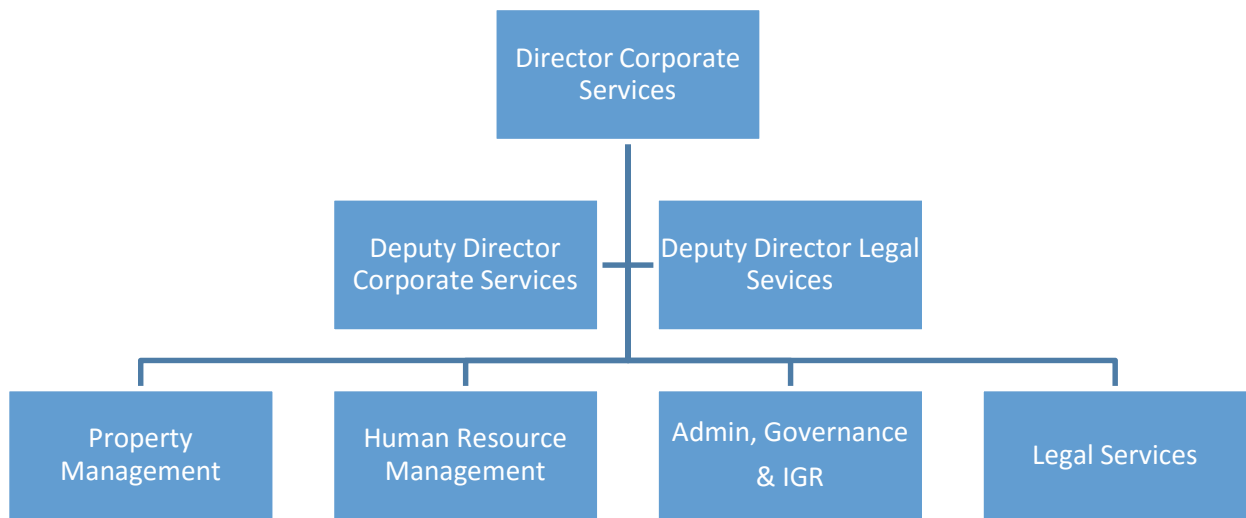 Director Corporate
Services
Deputy Director
Corporate Services
Deputy Director Legal
Sevices
Property
Management
Human Resource
Management
Admin, Governance
& IGR
Legal Services